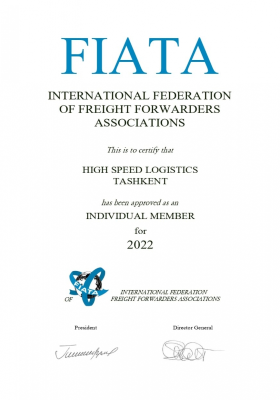 FIATA
INTERNATIONAL FEDERATION
OF FREIGHT FORWARDERS
ASSOCIATIONS
This is to certify that
HIGH SPEED LOGISTICS
TASHKENT
has been approved as an
INDIVIDUAL MEMBER
for
2022
INTERNATIONAL FEDERATION
OF FREIGHT FORWARDERS ASSOCIATIONS
President Director General